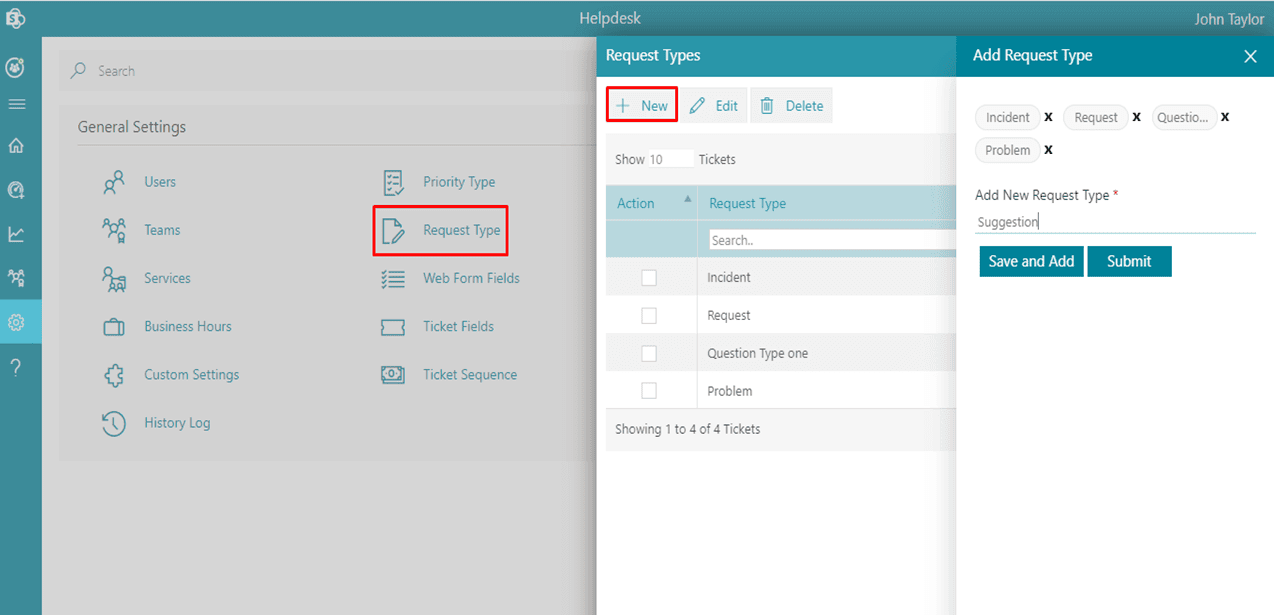 Helpdesk
John Taylor
Search
General Settings
Users
Priority Type
Teams
Request Type
Services
Web Form Fields
Business Hours
Ticket Fields
Custom Settings
Ticket Sequence
History Log
Request Types
New Edit Delete
Show 10 Tickets
Action Request Type
Search..
Incident
Request
Question Type one
Problem
Showing 1 to 4 of 4 Tickets
Add Request Type
Incident x Request x Questio... x
Problem x
Add New Request Type *
Suggestion
Save and Add Submit